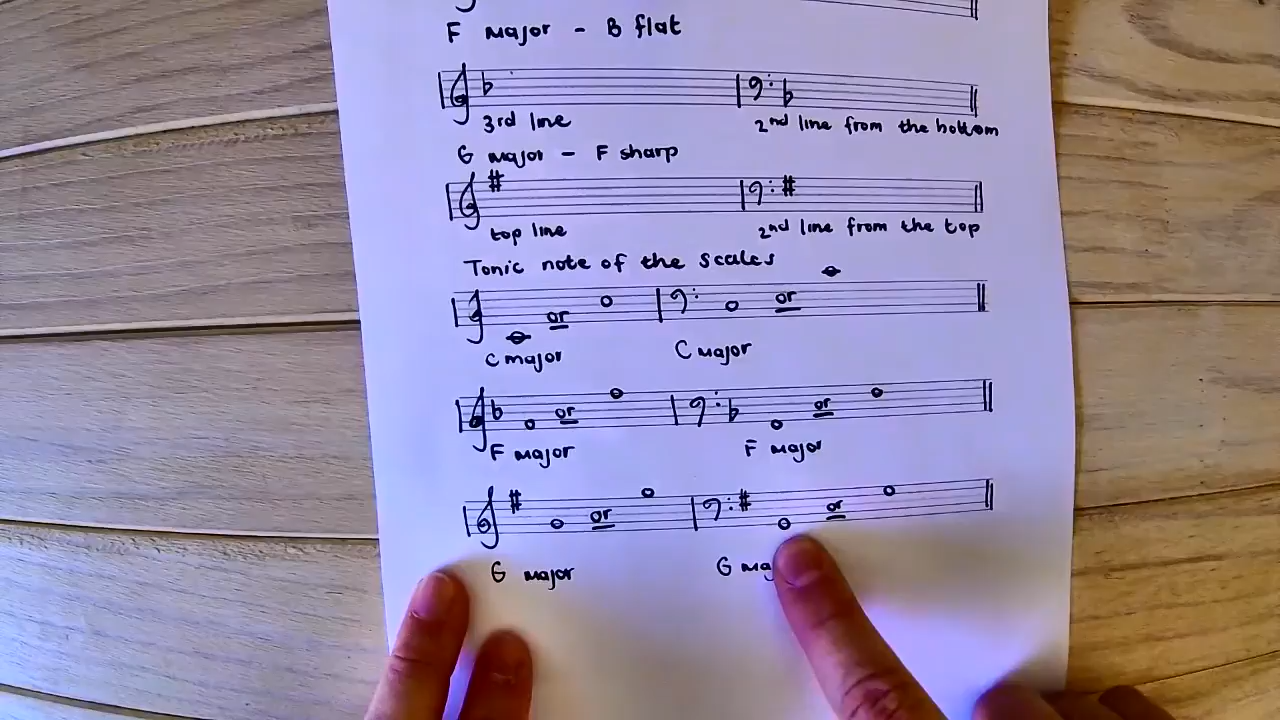 F major - B flat
3rd line 2nd line from the bottom
G major - F sharp
top line 2nd line from the top
Tonic note of the scales
or or
C major C major
or or
F major F major
or or
G major G maj